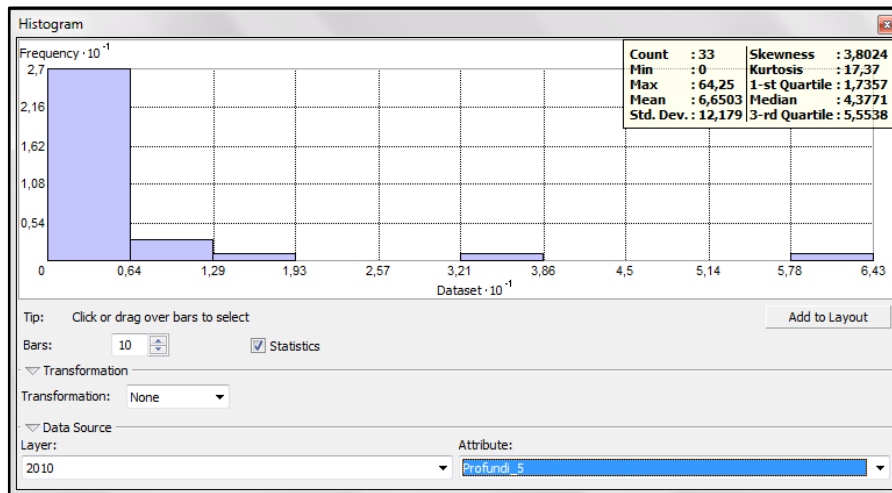 Histogram
x
Frequency · 10 -1
2,7
2,16
1,62
1,08
0,54
0 0,64 1,29 1,93 2,57 3,21 3,86 4,5 5,14 5,78 6,43
Dataset · 10 -1
Count : 33 Skewness : 3,8024
Min : 0 Kurtosis : 17,37
Max : 64,25 1-st Quartile : 1,7357
Mean : 6,6503 Median : 4,3771
Std. Dev. : 12,179 3-rd Quartile : 5,5538
Tip: Click or drag over bars to select Add to Layout
Bars: 10 Statistics
Transformation
Transformation: None
Data Source
Layer: Attribute:
2010 Profundi_5